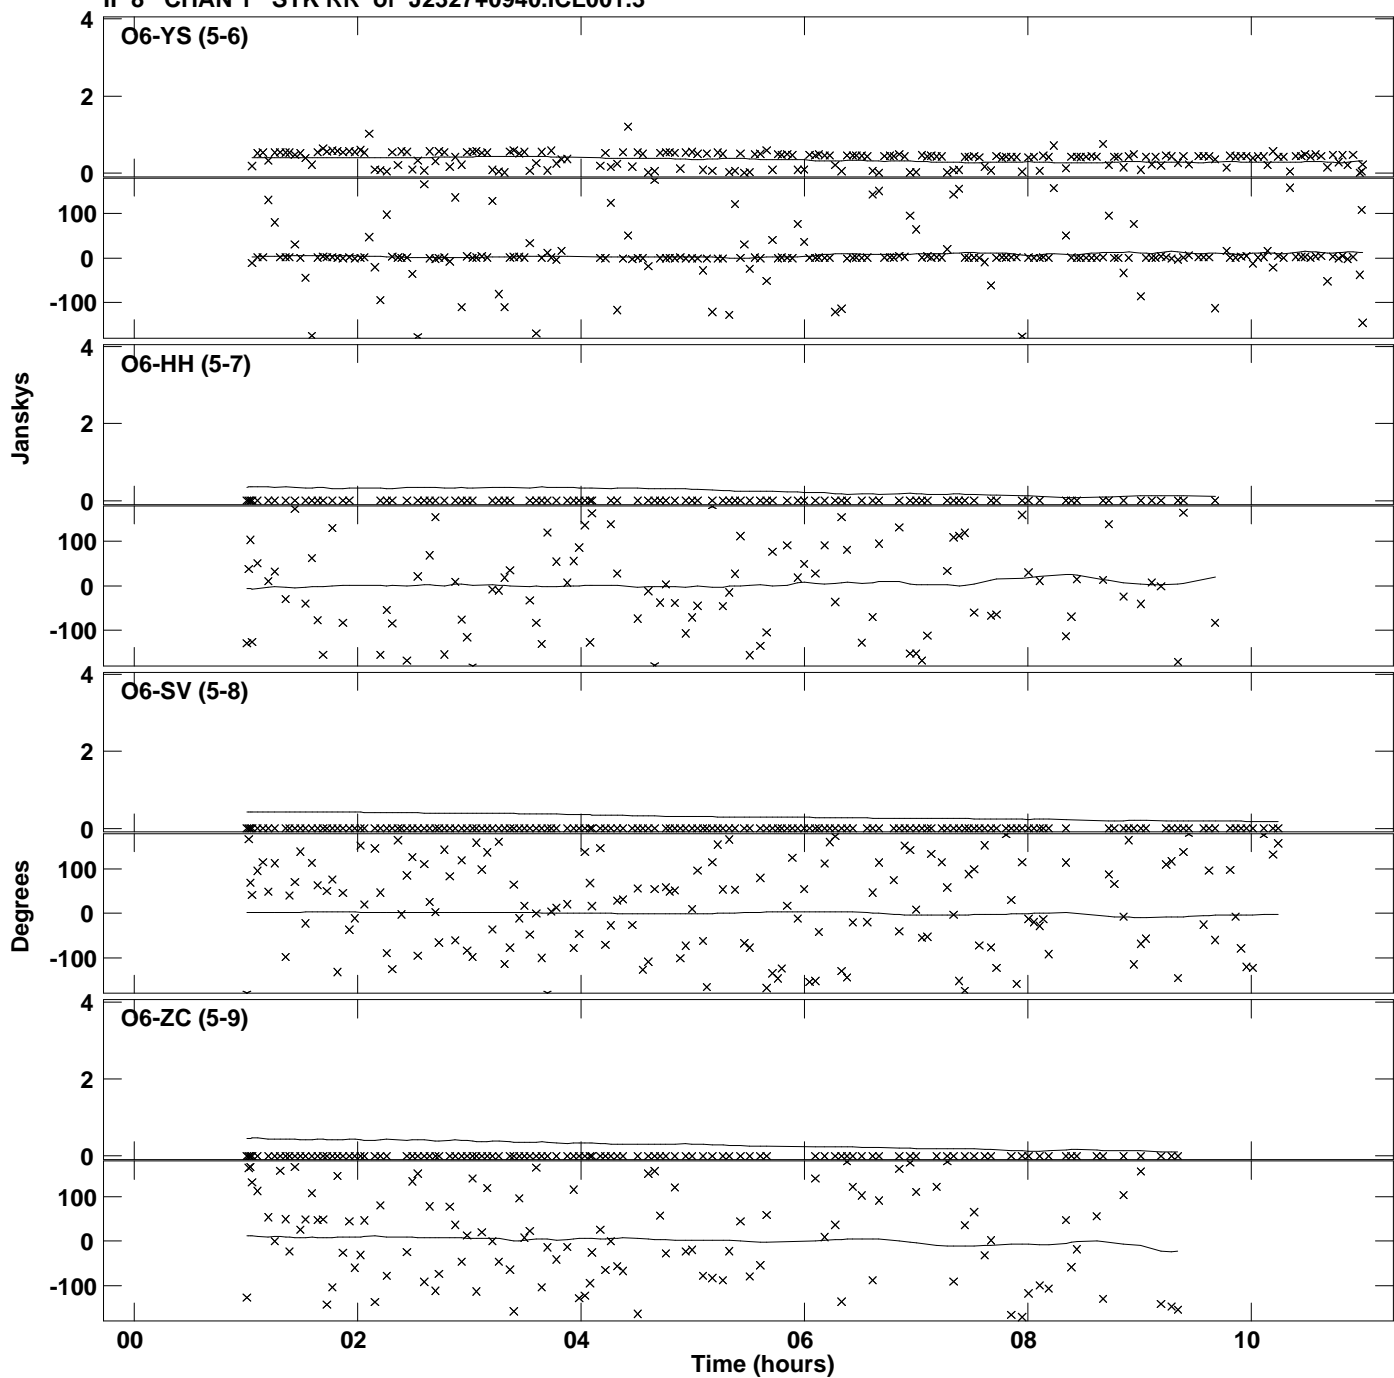 IF 8 CHAN 1 STK RR of J2327+0940.ICL001.3
4
O6-YS (5-6)
2
0
100
0
-100
4
O6-HH (5-7)
2
0
100
0
-100
4
O6-SV (5-8)
2
0
100
0
-100
4
O6-ZC (5-9)
2
0
100
0
-100
Janskys
Degrees
00 02 04 06 08 10
Time (hours)